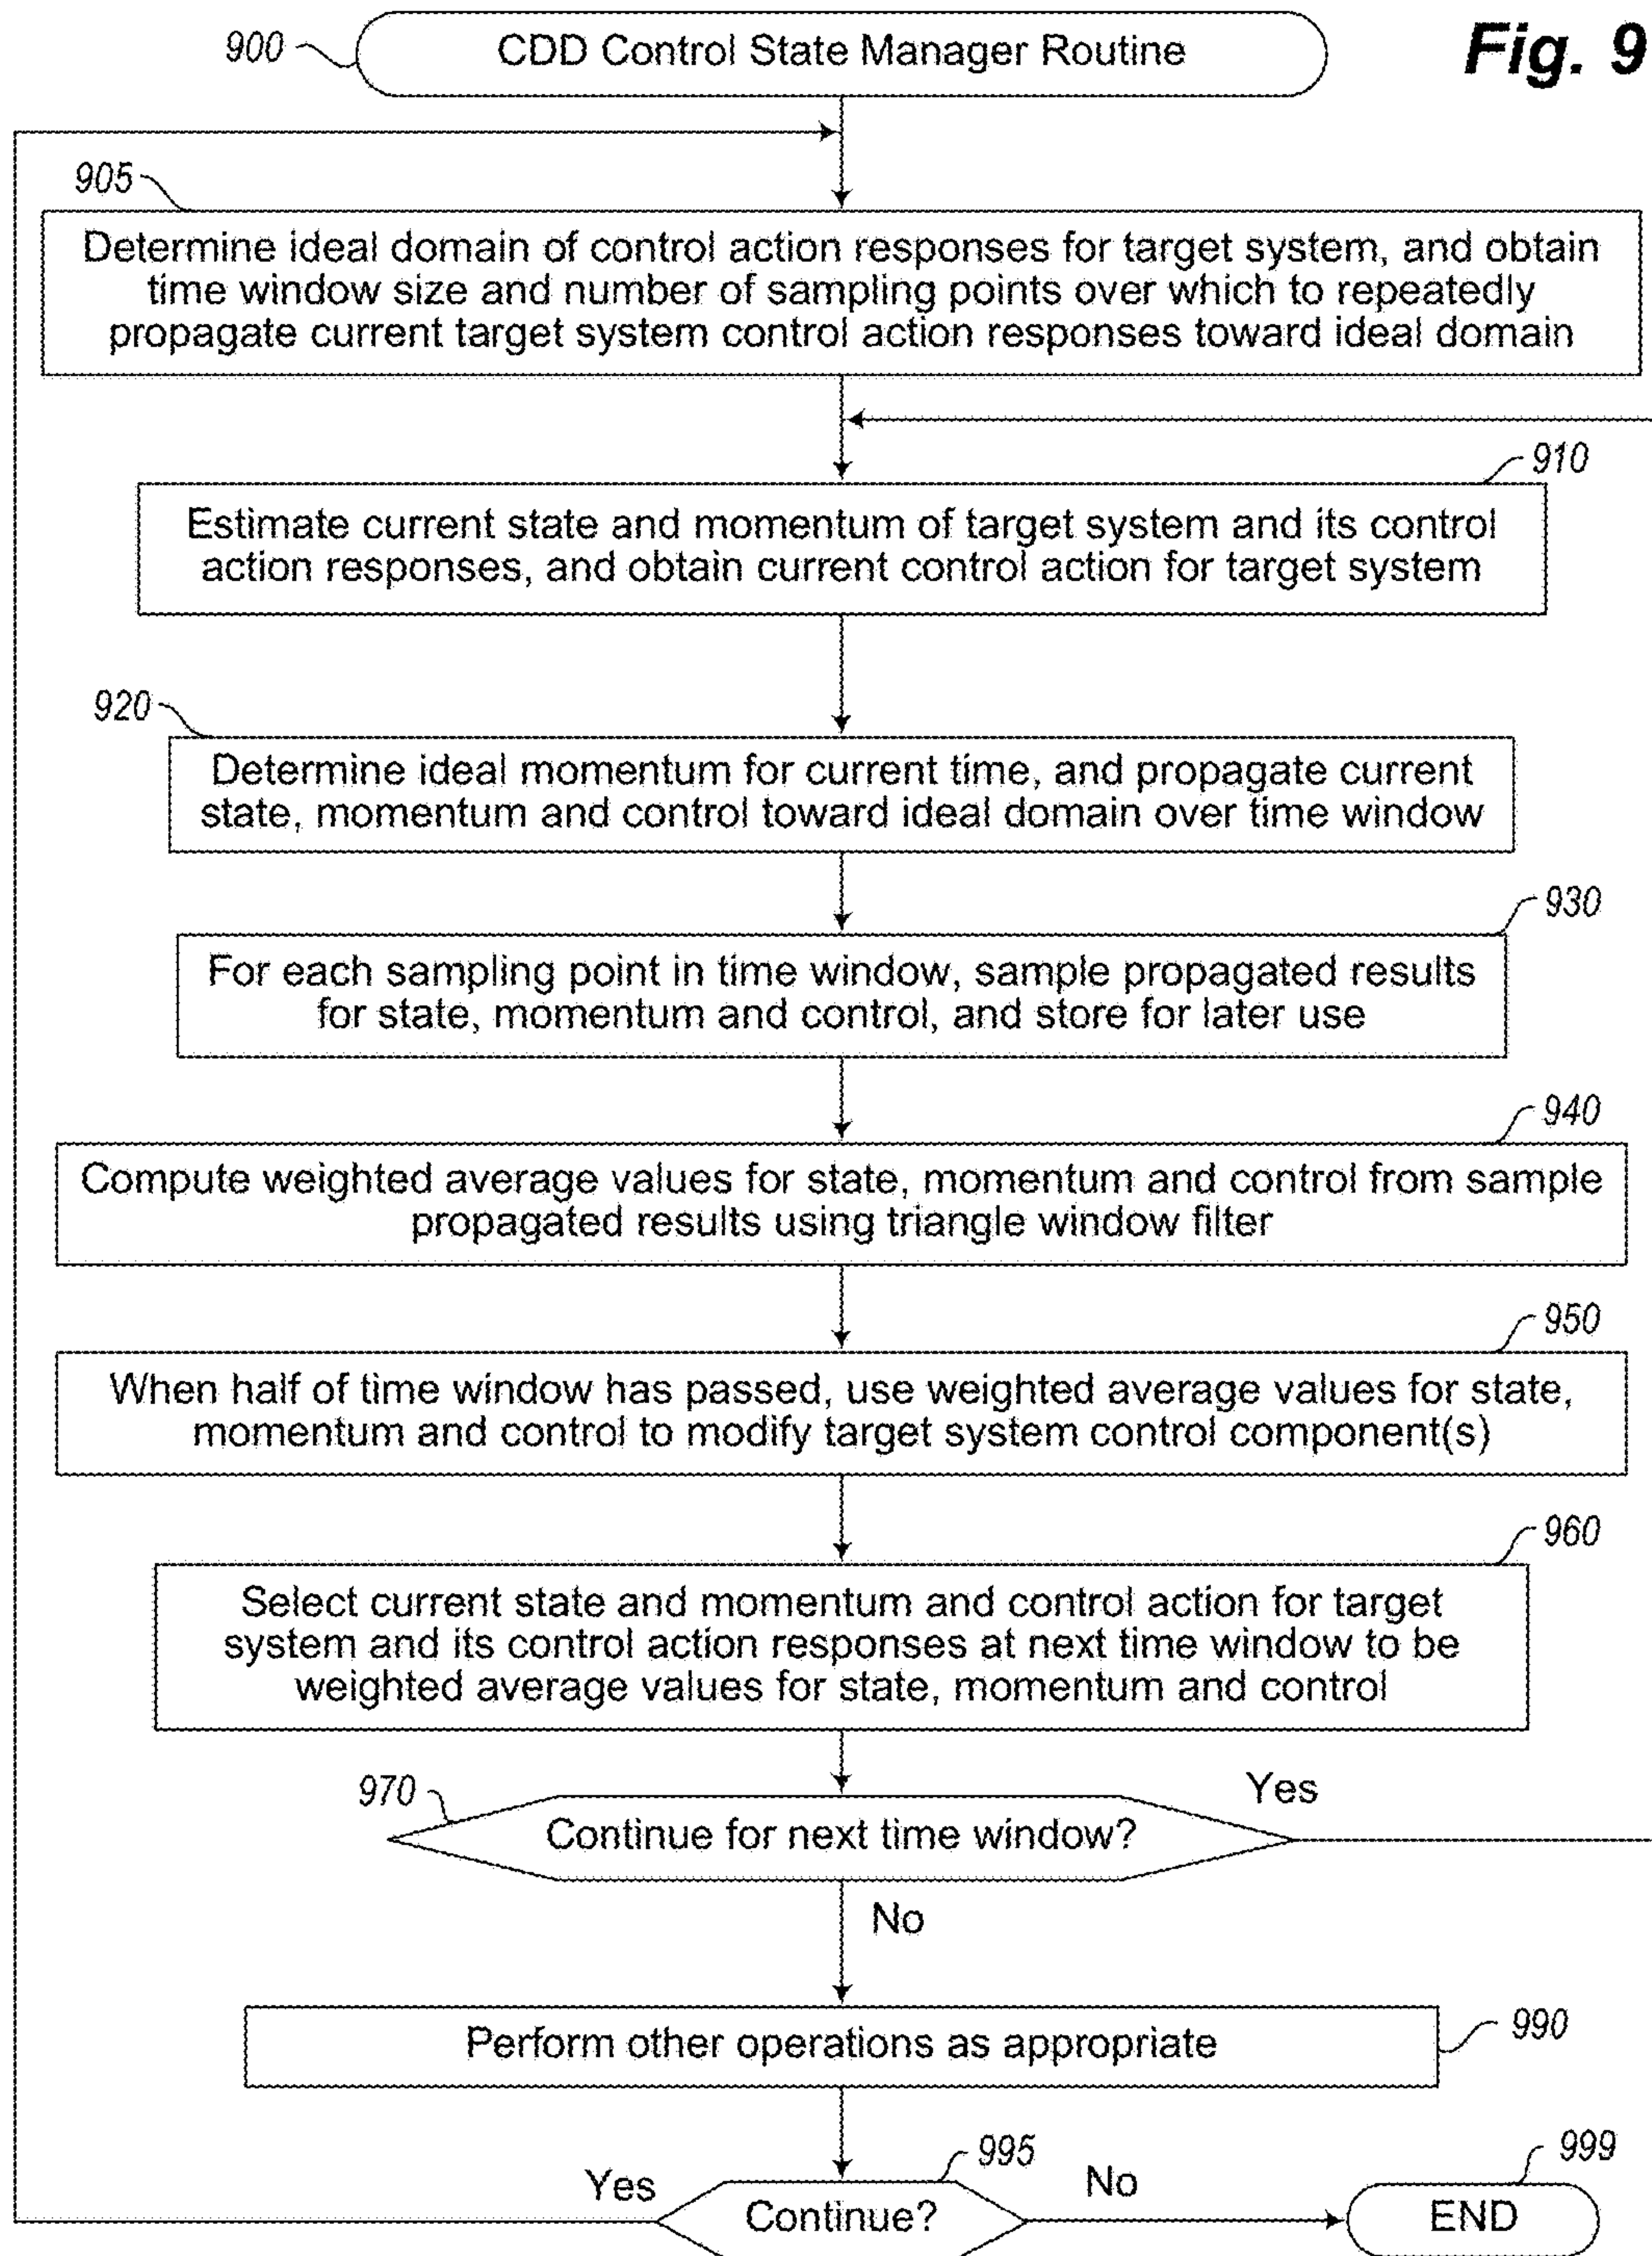 Fig. 9
900
CDD Control State Manager Routine
905
Determine ideal domain of control action responses for target system, and obtain
time window size and number of sampling points over which to repeatedly
propagate current target system control action responses toward ideal domain
910
Estimate current state and momentum of target system and its control
action responses, and obtain current control action for target system
920
Determine ideal momentum for current time, and propagate current
state, momentum and control toward ideal domain over time window
930
For each sampling point in time window, sample propagated results
for state, momentum and control, and store for later use
940
Compute weighted average values for state, momentum and control from sample
propagated results using triangle window filter
950
When half of time window has passed, use weighted average values for state,
momentum and control to modify target system control component(s)
960
Select current state and momentum and control action for target
system and its control action responses at next time window to be
weighted average values for state, momentum and control
970
Yes
Continue for next time window?
No
Perform other operations as appropriate
990
995
999
Yes
No
Continue?
END